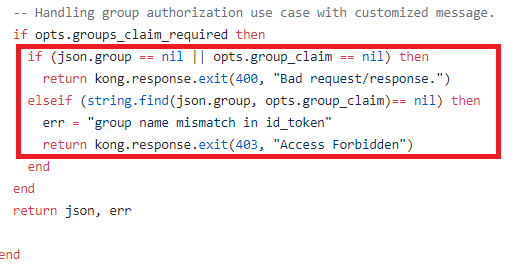 -- Handling group authorization use case with customized message.
if opts.groups_claim_required then
if (json.group == nil || opts.group_claim == nil) then
return kong.response.exit(400, "Bad request/response.")
elseif (string.find(json.group, opts.group_claim)== nil) then
err = "group name mismatch in id_token"
return kong.response.exit(403, "Access Forbidden")
end
end
return json, err
end